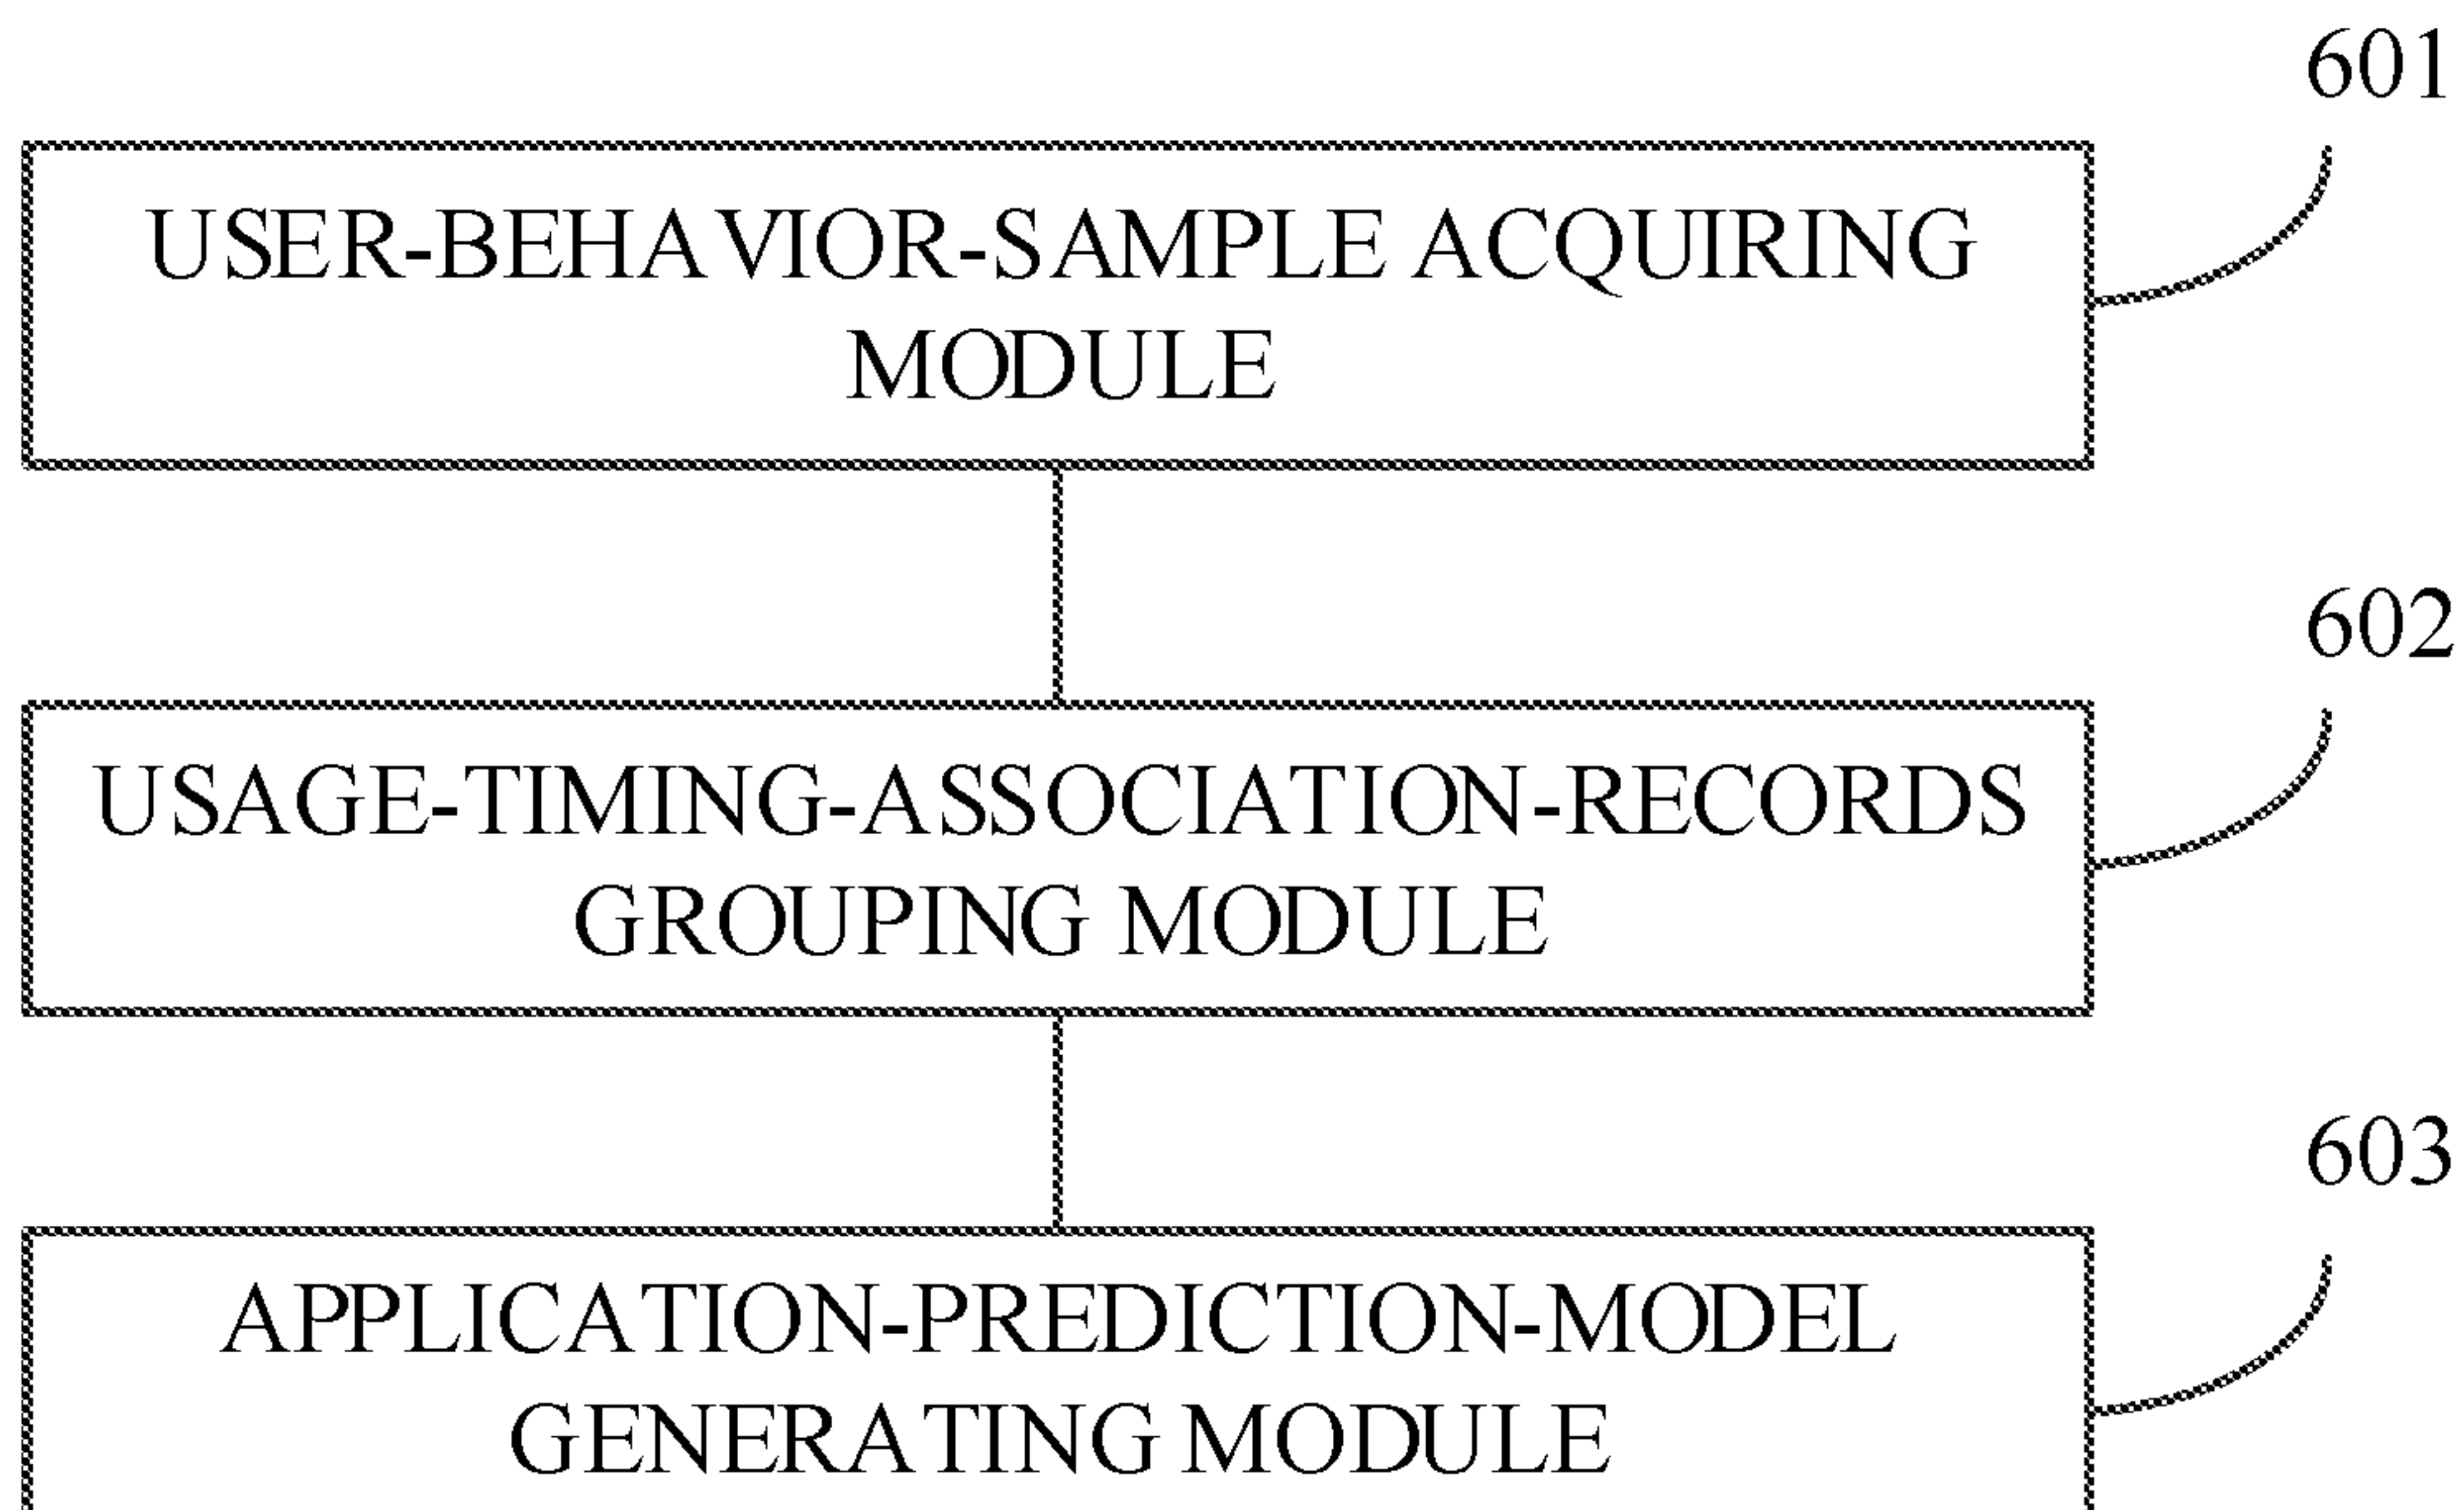 601
USER-BEHAVIOR-SAMPLE ACQUIRING
MODULE
602
USAGE-TIMING-ASSOCIATION-RECORDS
GROUPING MODULE
603
APPLICATION-PREDICTION-MODEL
GENERATING MODULE